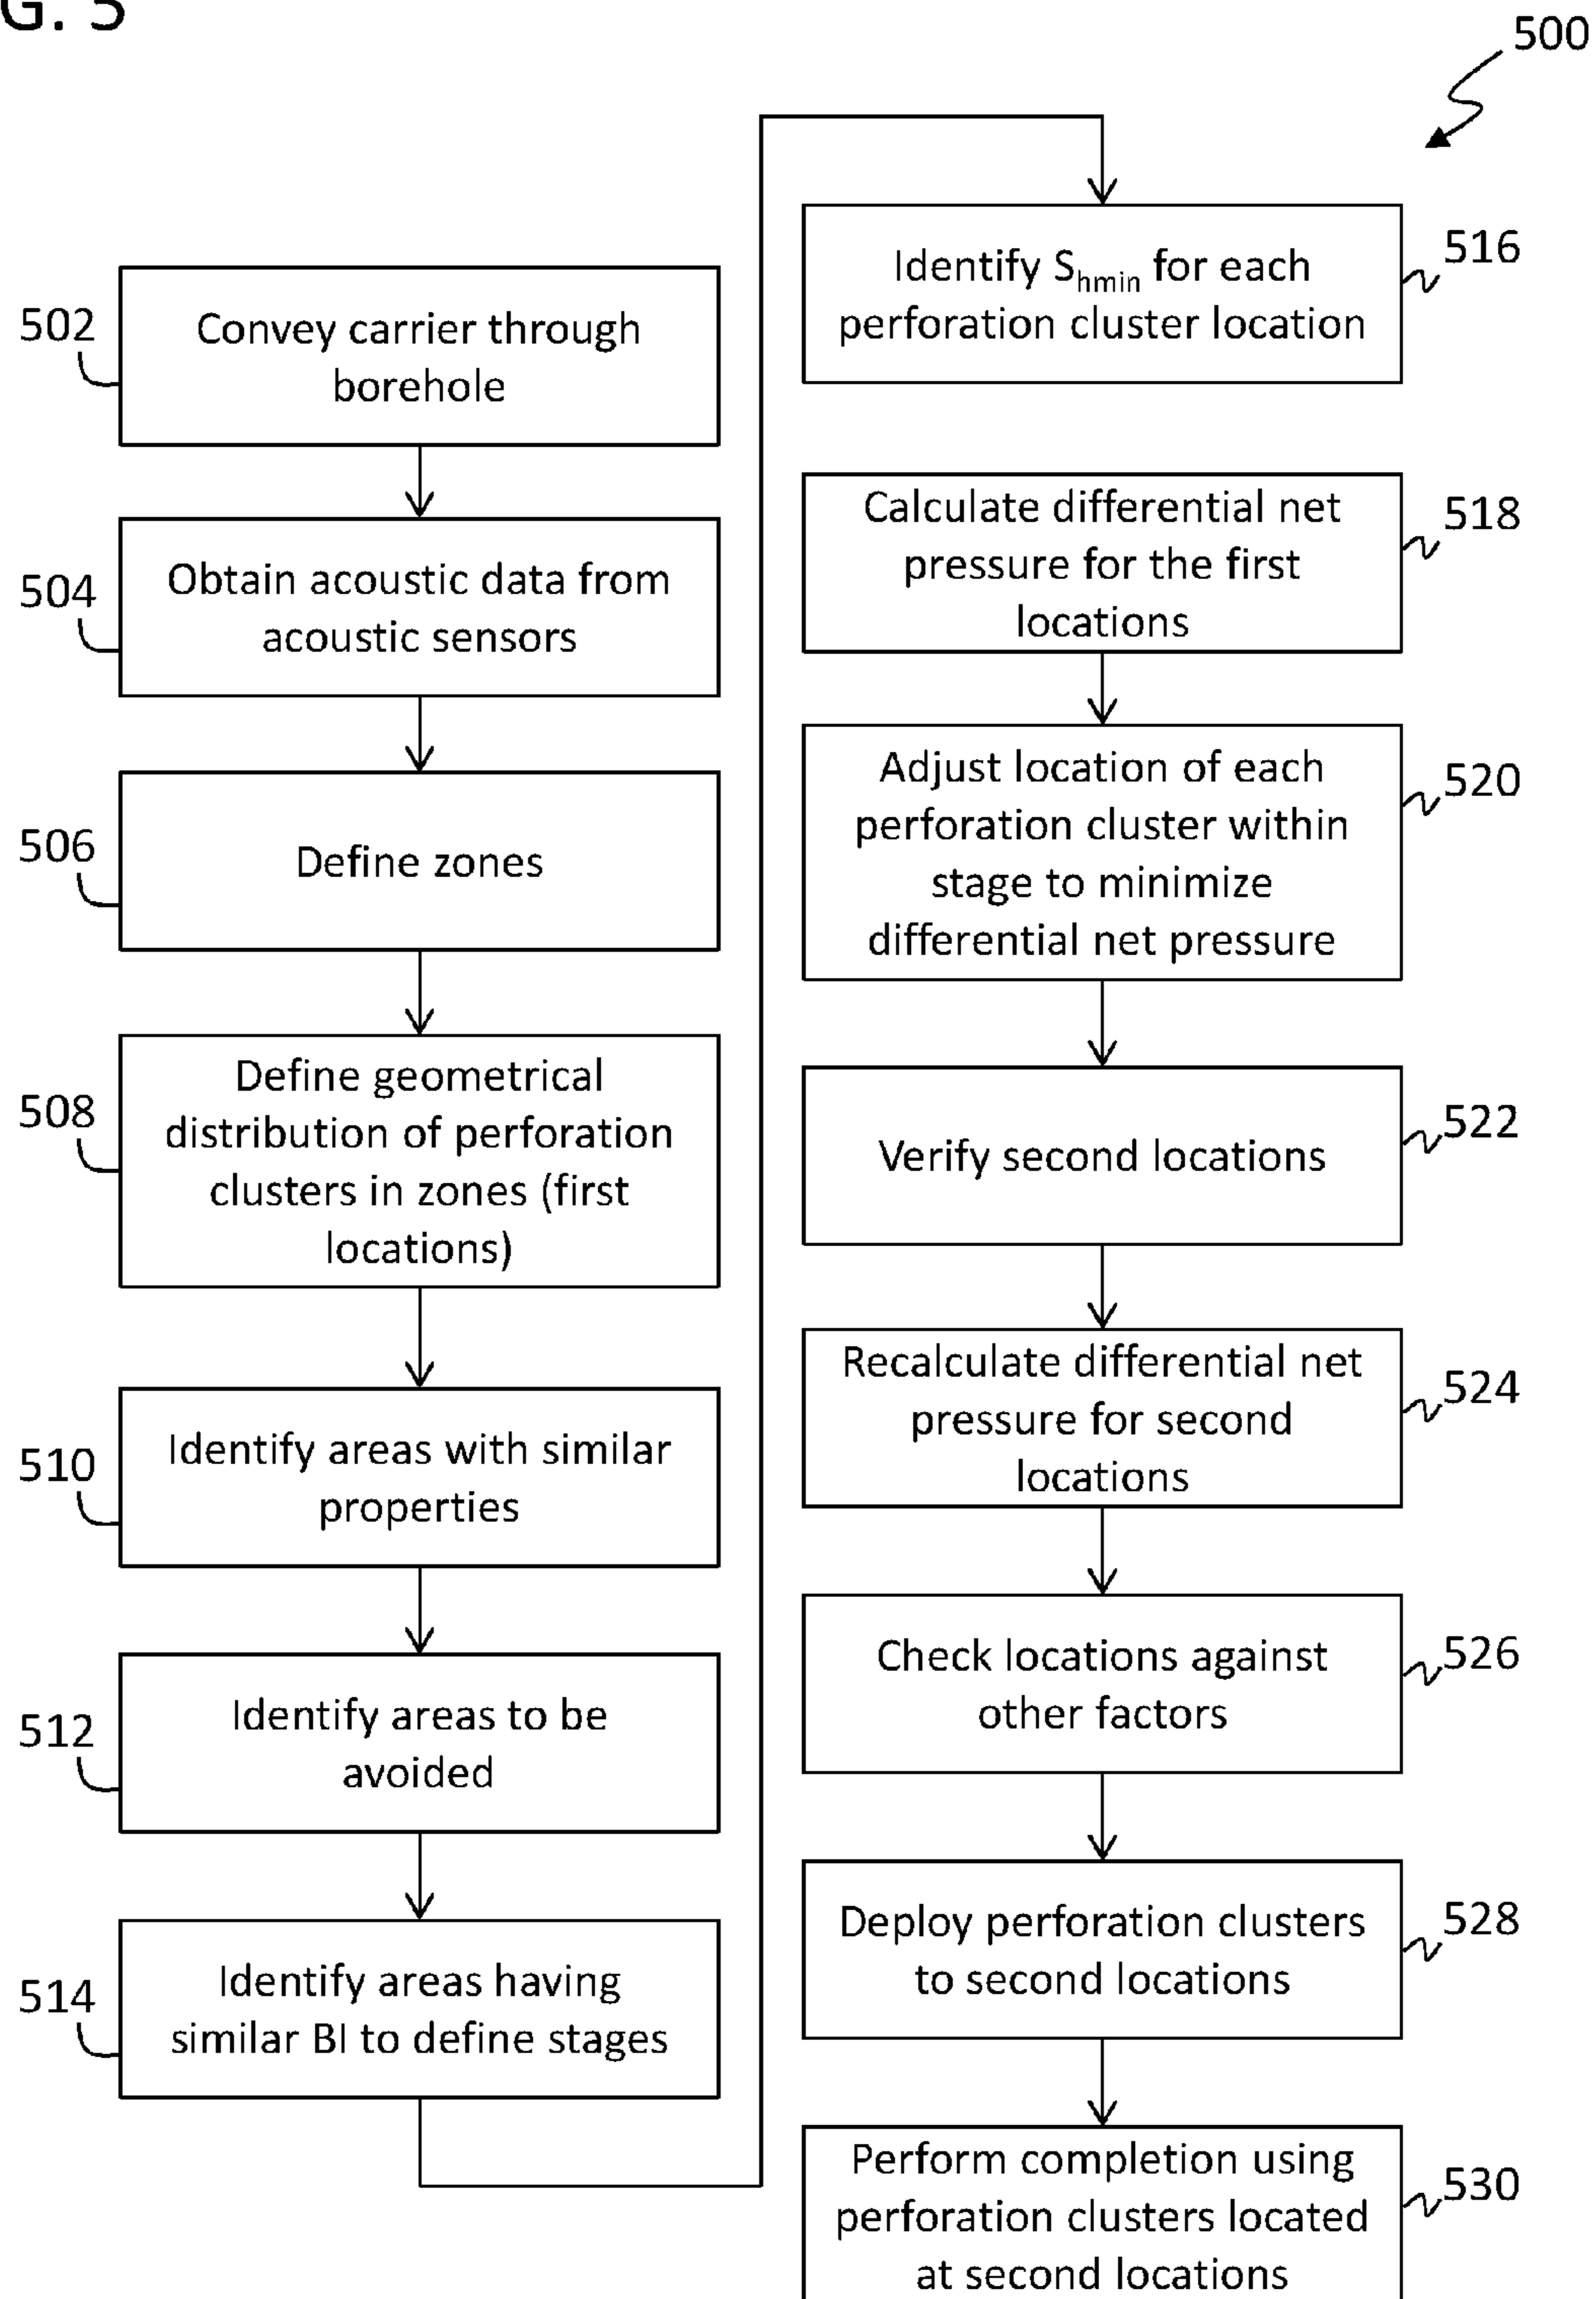 G. 5
500
502
Convey carrier through
borehole
504
Obtain acoustic data from
acoustic sensors
506
Define zones
508
Define geometrical
distribution of perforation
clusters in zones (first
locations)
510
Identify areas with similar
properties
512
Identify areas to be
avoided
514
Identify areas having
similar BI to define stages
516
Identify Shmin for each
perforation cluster location
518
Calculate differential net
pressure for the first
locations
520
Adjust location of each
perforation cluster within
stage to minimize
differential net pressure
522
Verify second locations
524
Recalculate differential net
pressure for second
locations
526
Check locations against
other factors
528
Deploy perforation clusters
to second locations
530
Perform completion using
perforation clusters located
at second locations